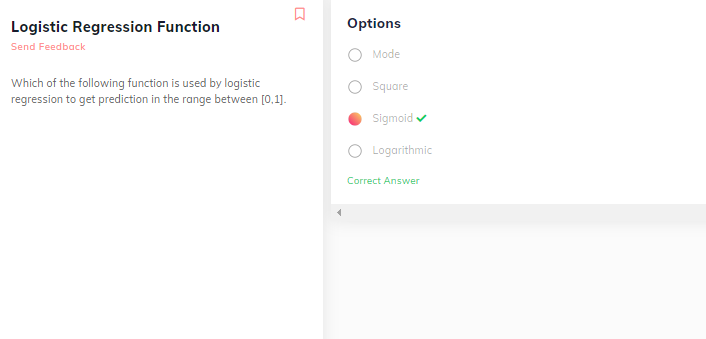 Logistic Regression Function
Send Feedback
Which of the following function is used by logistic
regression to get prediction in the range between [0,1].
Options
Mode
Square
Sigmoid
Logarithmic
Correct Answer